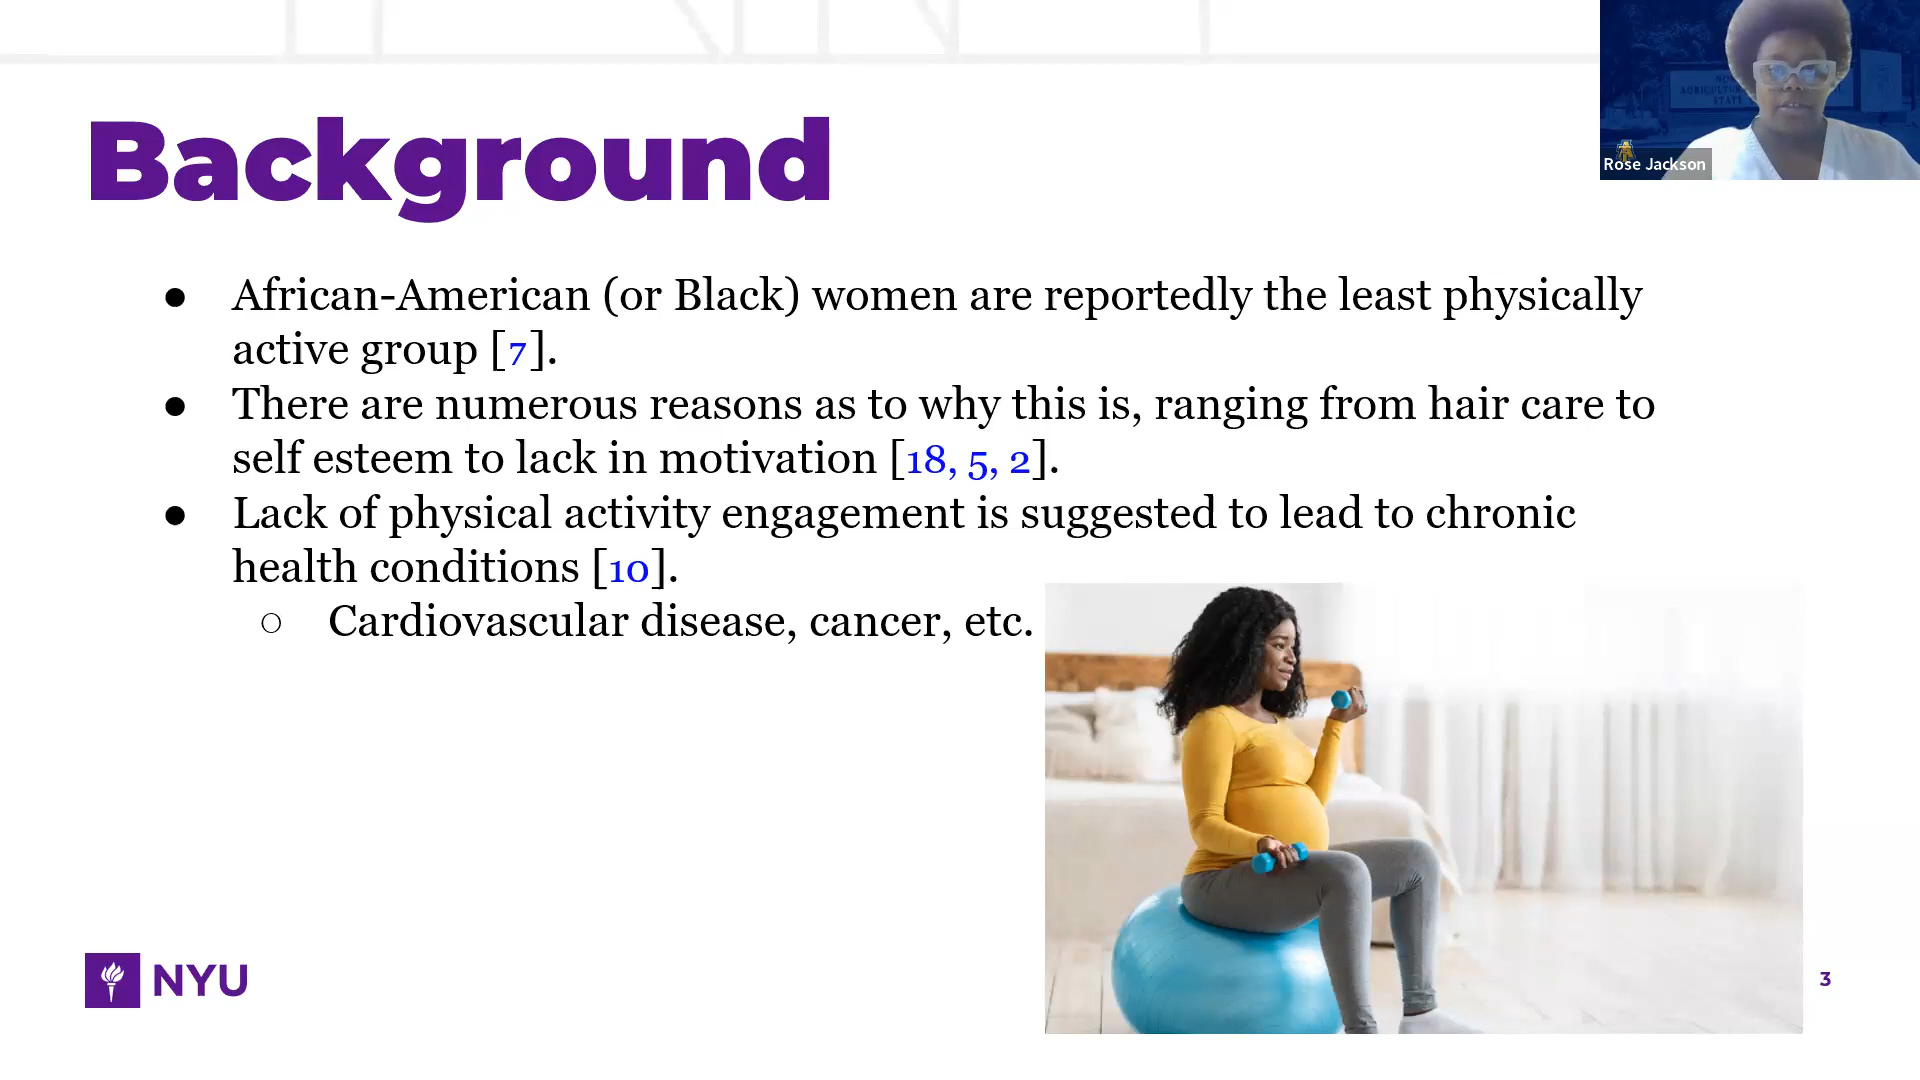 Background
● African-American (or Black) women are reportedly the least physically
active group [7].
● There are numerous reasons as to why this is, ranging from hair care to
self esteem to lack in motivation [18, 5, 2].
● Lack of physical activity engagement is suggested to lead to chronic
health conditions [10].
○ Cardiovascular disease, cancer, etc.
Rose Jackson
NYU
3